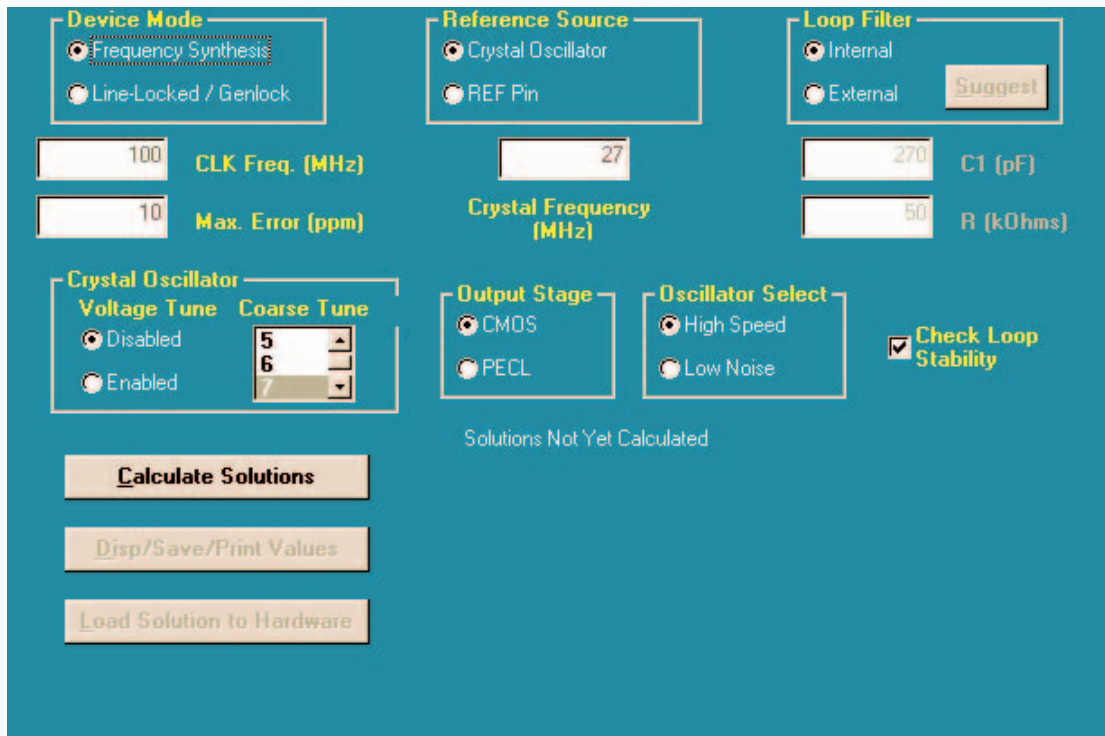 Device Mode
Frequency Synthesis
Line-Locked / Genlock
Reference Source
Crystal Oscillator
REF Pin
Loop Filter
Internal
External
Suggest
100
CLK Freq. (MHz)
10
Max. Error (ppm)
27
Crystal Frequency
(MHz)
270
C1 (pF)
50
R (kOhms)
Crystal Oscillator
Voltage Tune
Disabled
Enabled
Coarse Tune
5
6
7
Output Stage
CMOS
PECL
Oscillator Select
High Speed
Low Noise
Check Loop
Stability
Solutions Not Yet Calculated
Calculate Solutions
Disp/Save/Print Values
Load Solution to Hardware